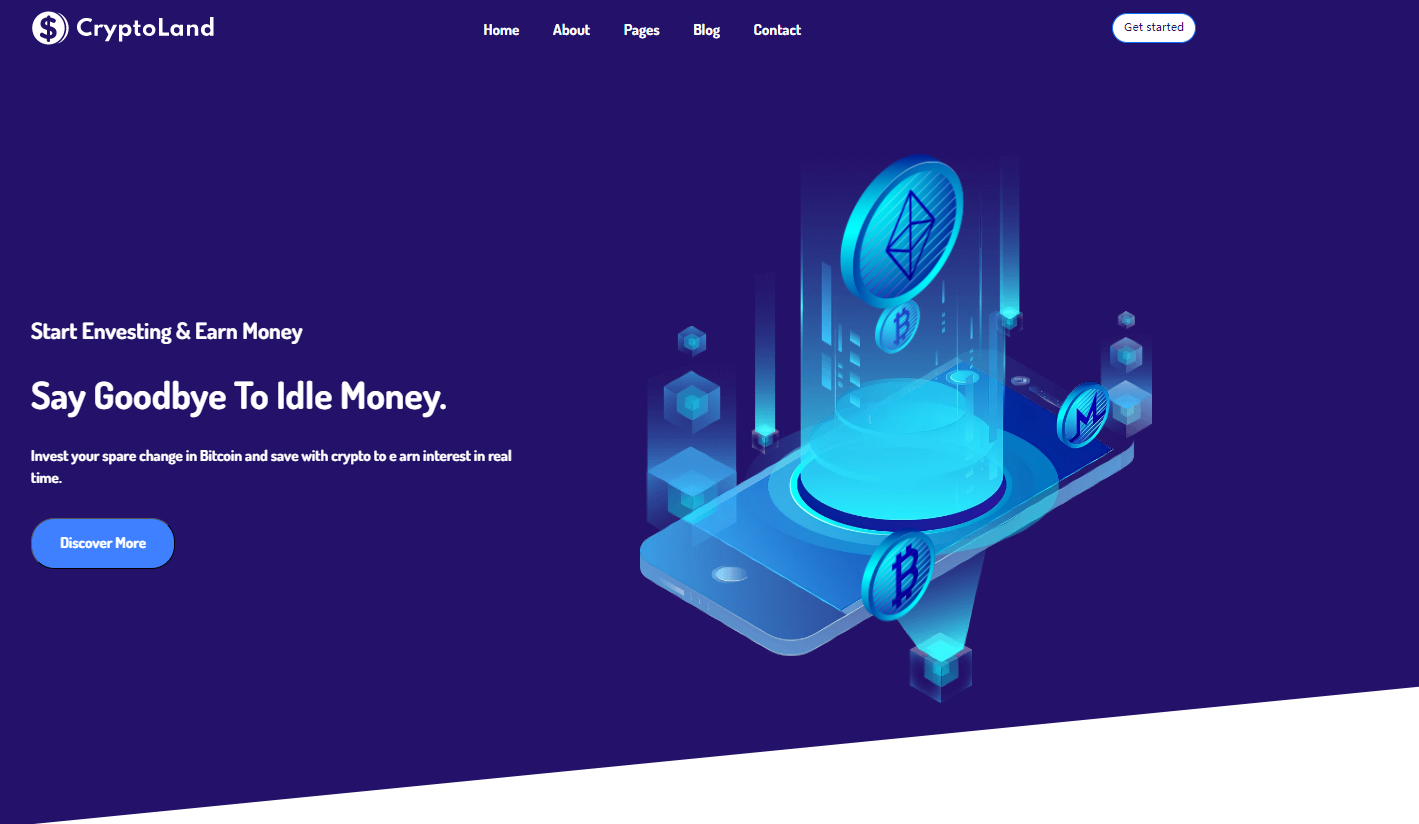 CryptoLand
Home About Pages Blog Contact
Get started
Start Envesting & Earn Money
Say Goodbye To Idle Money.
Invest your spare change in Bitcoin and save with crypto to e arn interest in real
time.
Discover More